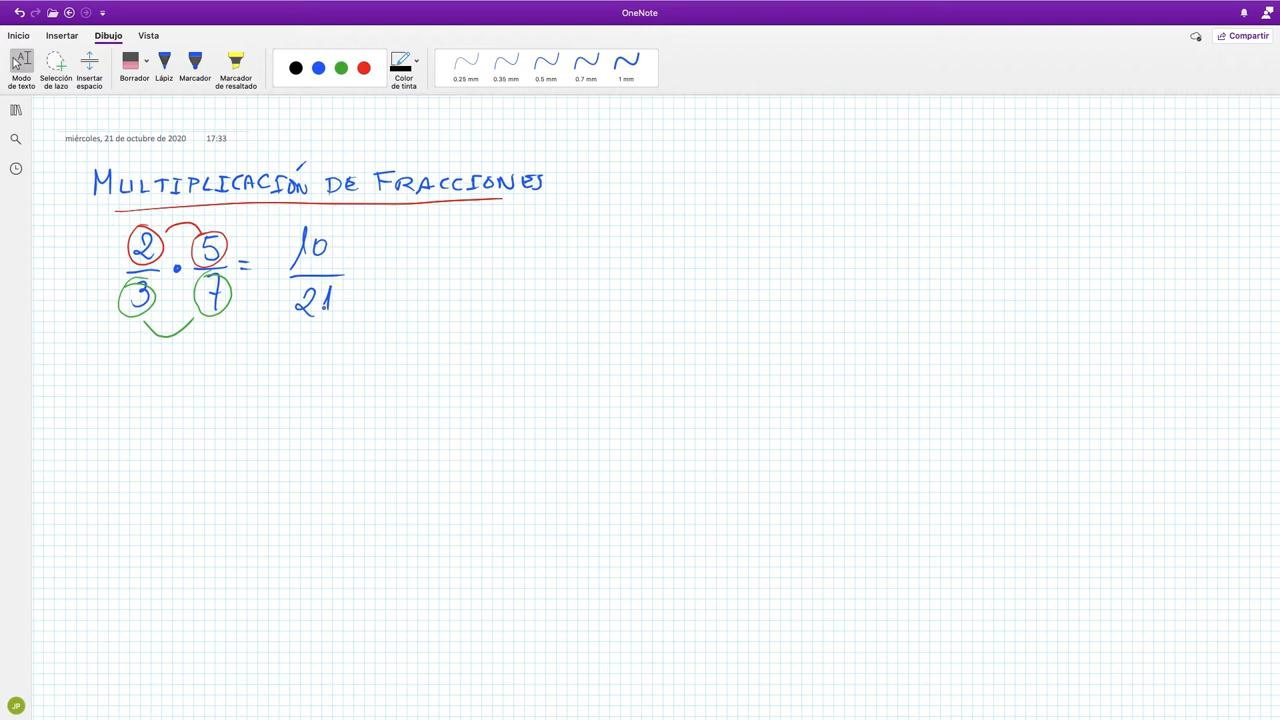 OneNote
Inicio Insertar Dibujo Vista Compartir
Modo de texto
Selección de lazo
Insertar espacio
Borrador
Lápiz
Marcador
Marcador de resaltado
Color de tinta
0.25 mm 0.35 mm 0.5 mm 0.7 mm 1 mm
miércoles, 21 de octubre de 2020 17:33
MULTIPLICACIÓN DE FRACCIONES
2/3 · 5/7 = 10/21
JP